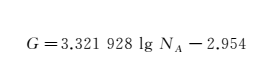 G = 3.321 928 lg N_A − 2.954